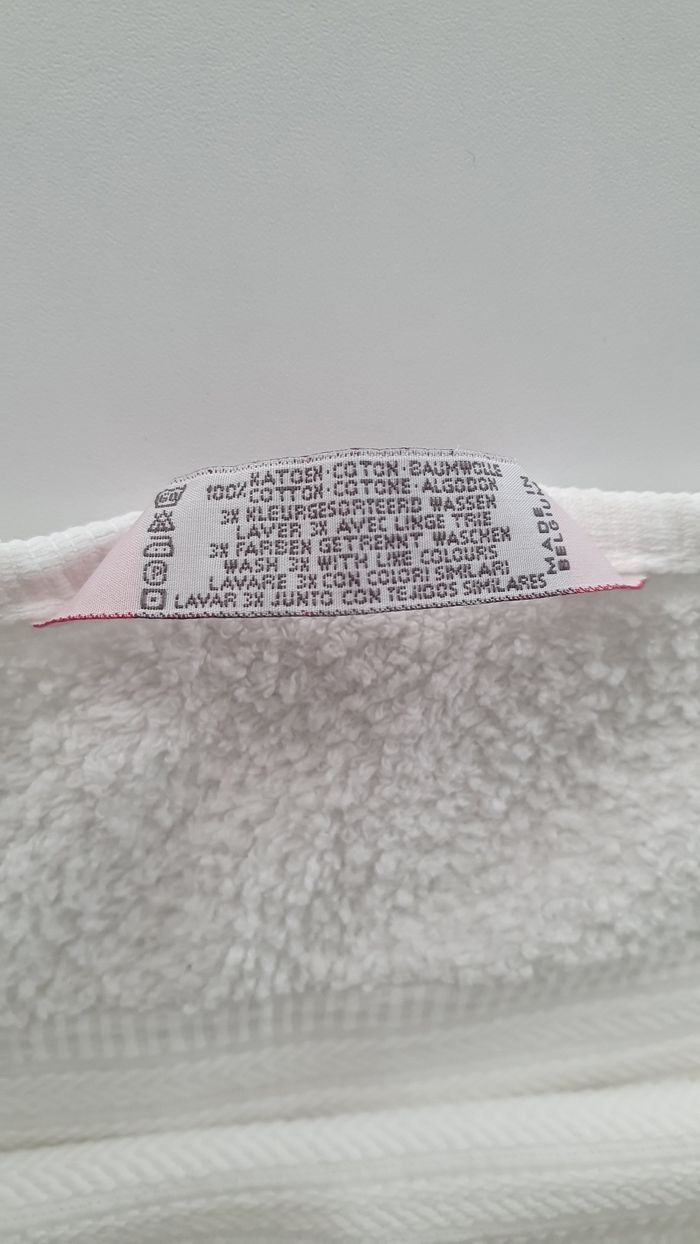 KATOEN·COTON·BAUMWOLLE
100% COTTON·COTONE·ALGODON
3X KLEURGESORTEERD WASSEN
LAVER 3X AVEC LINGE TRIE
3X FARBEN GETRENNT WASCHEN
WASH 3X WITH LIKE COLOURS
LAVARE 3X CON COLORI SIMILARI
LAVAR 3X JUNTO CON TEJIDOS SIMILARES
MADE IN
BELGIUM